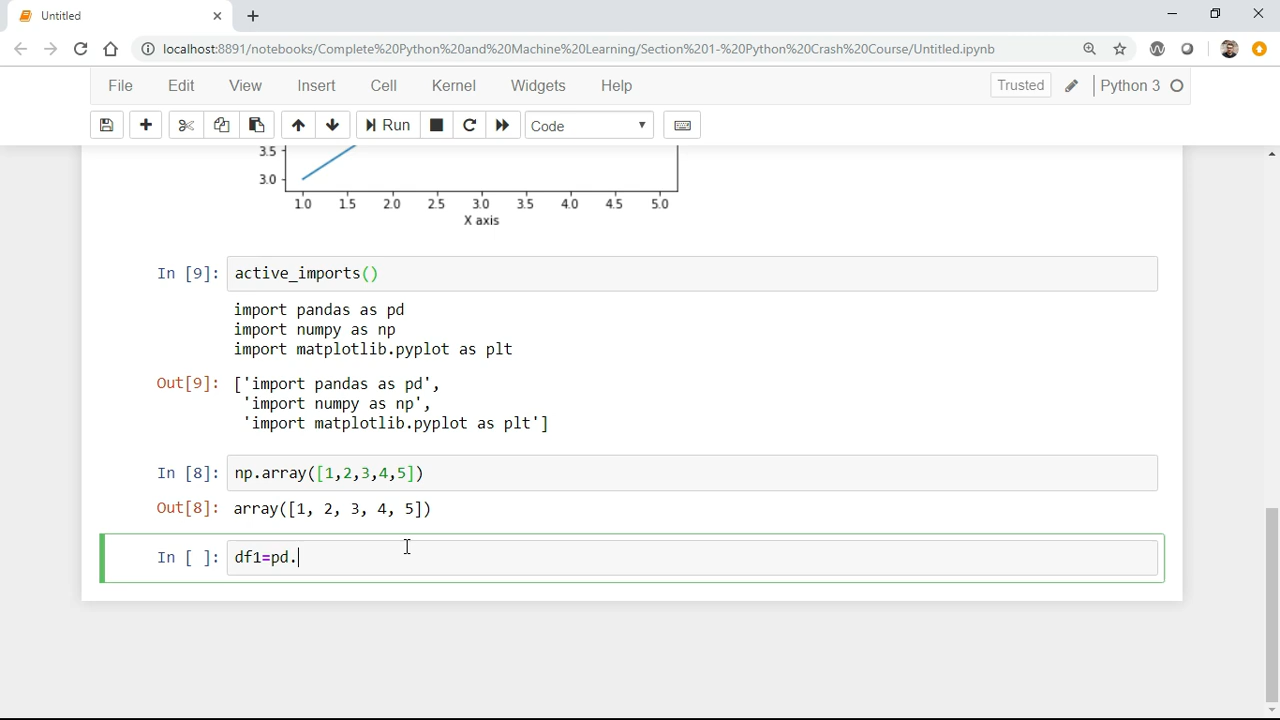 Untitled
localhost:8891/notebooks/Complete%20Python%20and%20Machine%20Learning/Section%201-%20Python%20Crash%20Course/Untitled.ipynb
File Edit View Insert Cell Kernel Widgets Help Trusted Python 3
Run Code
3.5
3.0
1.0 1.5 2.0 2.5 3.0 3.5 4.0 4.5 5.0
X axis
In [9]: active_imports()
import pandas as pd
import numpy as np
import matplotlib.pyplot as plt
Out[9]: ['import pandas as pd',
'import numpy as np',
'import matplotlib.pyplot as plt']
In [8]: np.array([1,2,3,4,5])
Out[8]: array([1, 2, 3, 4, 5])
In [ ]: df1=pd.